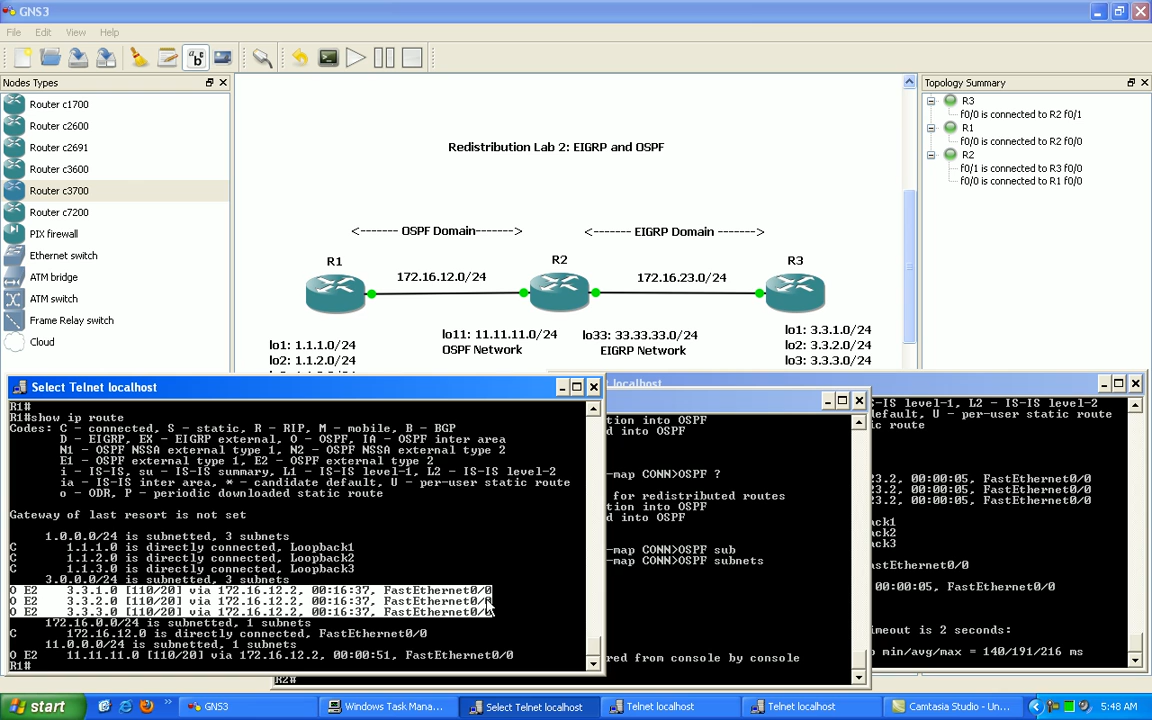 GNS3
File Edit View Help
Nodes Types
Router c1700
Router c2600
Router c2691
Router c3600
Router c3700
Router c7200
PIX firewall
Ethernet switch
ATM bridge
ATM switch
Frame Relay switch
Cloud
Redistribution Lab 2: EIGRP and OSPF
<------- OSPF Domain-------> <------- EIGRP Domain ------->
R1 R2 R3
172.16.12.0/24 172.16.23.0/24
lo11: 11.11.11.0/24 lo33: 33.33.33.0/24
OSPF Network EIGRP Network
lo1: 1.1.1.0/24
lo2: 1.1.2.0/24
lo1: 3.3.1.0/24
lo2: 3.3.2.0/24
lo3: 3.3.3.0/24
Topology Summary
R3
f0/0 is connected to R2 f0/1
R1
f0/0 is connected to R2 f0/0
R2
f0/1 is connected to R3 f0/0
f0/0 is connected to R1 f0/0
Select Telnet localhost
R1#
R1#show ip route
Codes: C - connected, S - static, R - RIP, M - mobile, B - BGP
D - EIGRP, EX - EIGRP external, O - OSPF, IA - OSPF inter area
N1 - OSPF NSSA external type 1, N2 - OSPF NSSA external type 2
E1 - OSPF external type 1, E2 - OSPF external type 2
i - IS-IS, su - IS-IS summary, L1 - IS-IS level-1, L2 - IS-IS level-2
ia - IS-IS inter area, * - candidate default, U - per-user static route
o - ODR, P - periodic downloaded static route
Gateway of last resort is not set
1.0.0.0/24 is subnetted, 3 subnets
C 1.1.1.0 is directly connected, Loopback1
C 1.1.2.0 is directly connected, Loopback2
C 1.1.3.0 is directly connected, Loopback3
3.0.0.0/24 is subnetted, 3 subnets
O E2 3.3.1.0 [110/20] via 172.16.12.2, 00:16:37, FastEthernet0/0
O E2 3.3.2.0 [110/20] via 172.16.12.2, 00:16:37, FastEthernet0/0
O E2 3.3.3.0 [110/20] via 172.16.12.2, 00:16:37, FastEthernet0/0
172.16.0.0/24 is subnetted, 1 subnets
C 172.16.12.0 is directly connected, FastEthernet0/0
11.0.0.0/24 is subnetted, 1 subnets
O E2 11.11.11.0 [110/20] via 172.16.12.2, 00:00:51, FastEthernet0/0
R1#
localhost
tion into OSPF
d into OSPF
-map CONN>OSPF ?
for redistributed routes
tion into OSPF
d into OSPF
-map CONN>OSPF sub
-map CONN>OSPF subnets
red from console by console
R2#
IS-IS level-1, L2 - IS-IS level-2
default, U - per-user static route
c route
23.2, 00:00:05, FastEthernet0/0
23.2, 00:00:05, FastEthernet0/0
23.2, 00:00:05, FastEthernet0/0
back1
back2
back3
hernet0/0
00:00:05, FastEthernet0/0
imeout is 2 seconds:
p min/avg/max = 140/191/216 ms
start
GNS3
Windows Task Mana...
Select Telnet localhost
Telnet localhost
Telnet localhost
Camtasia Studio - Un...
5:48 AM